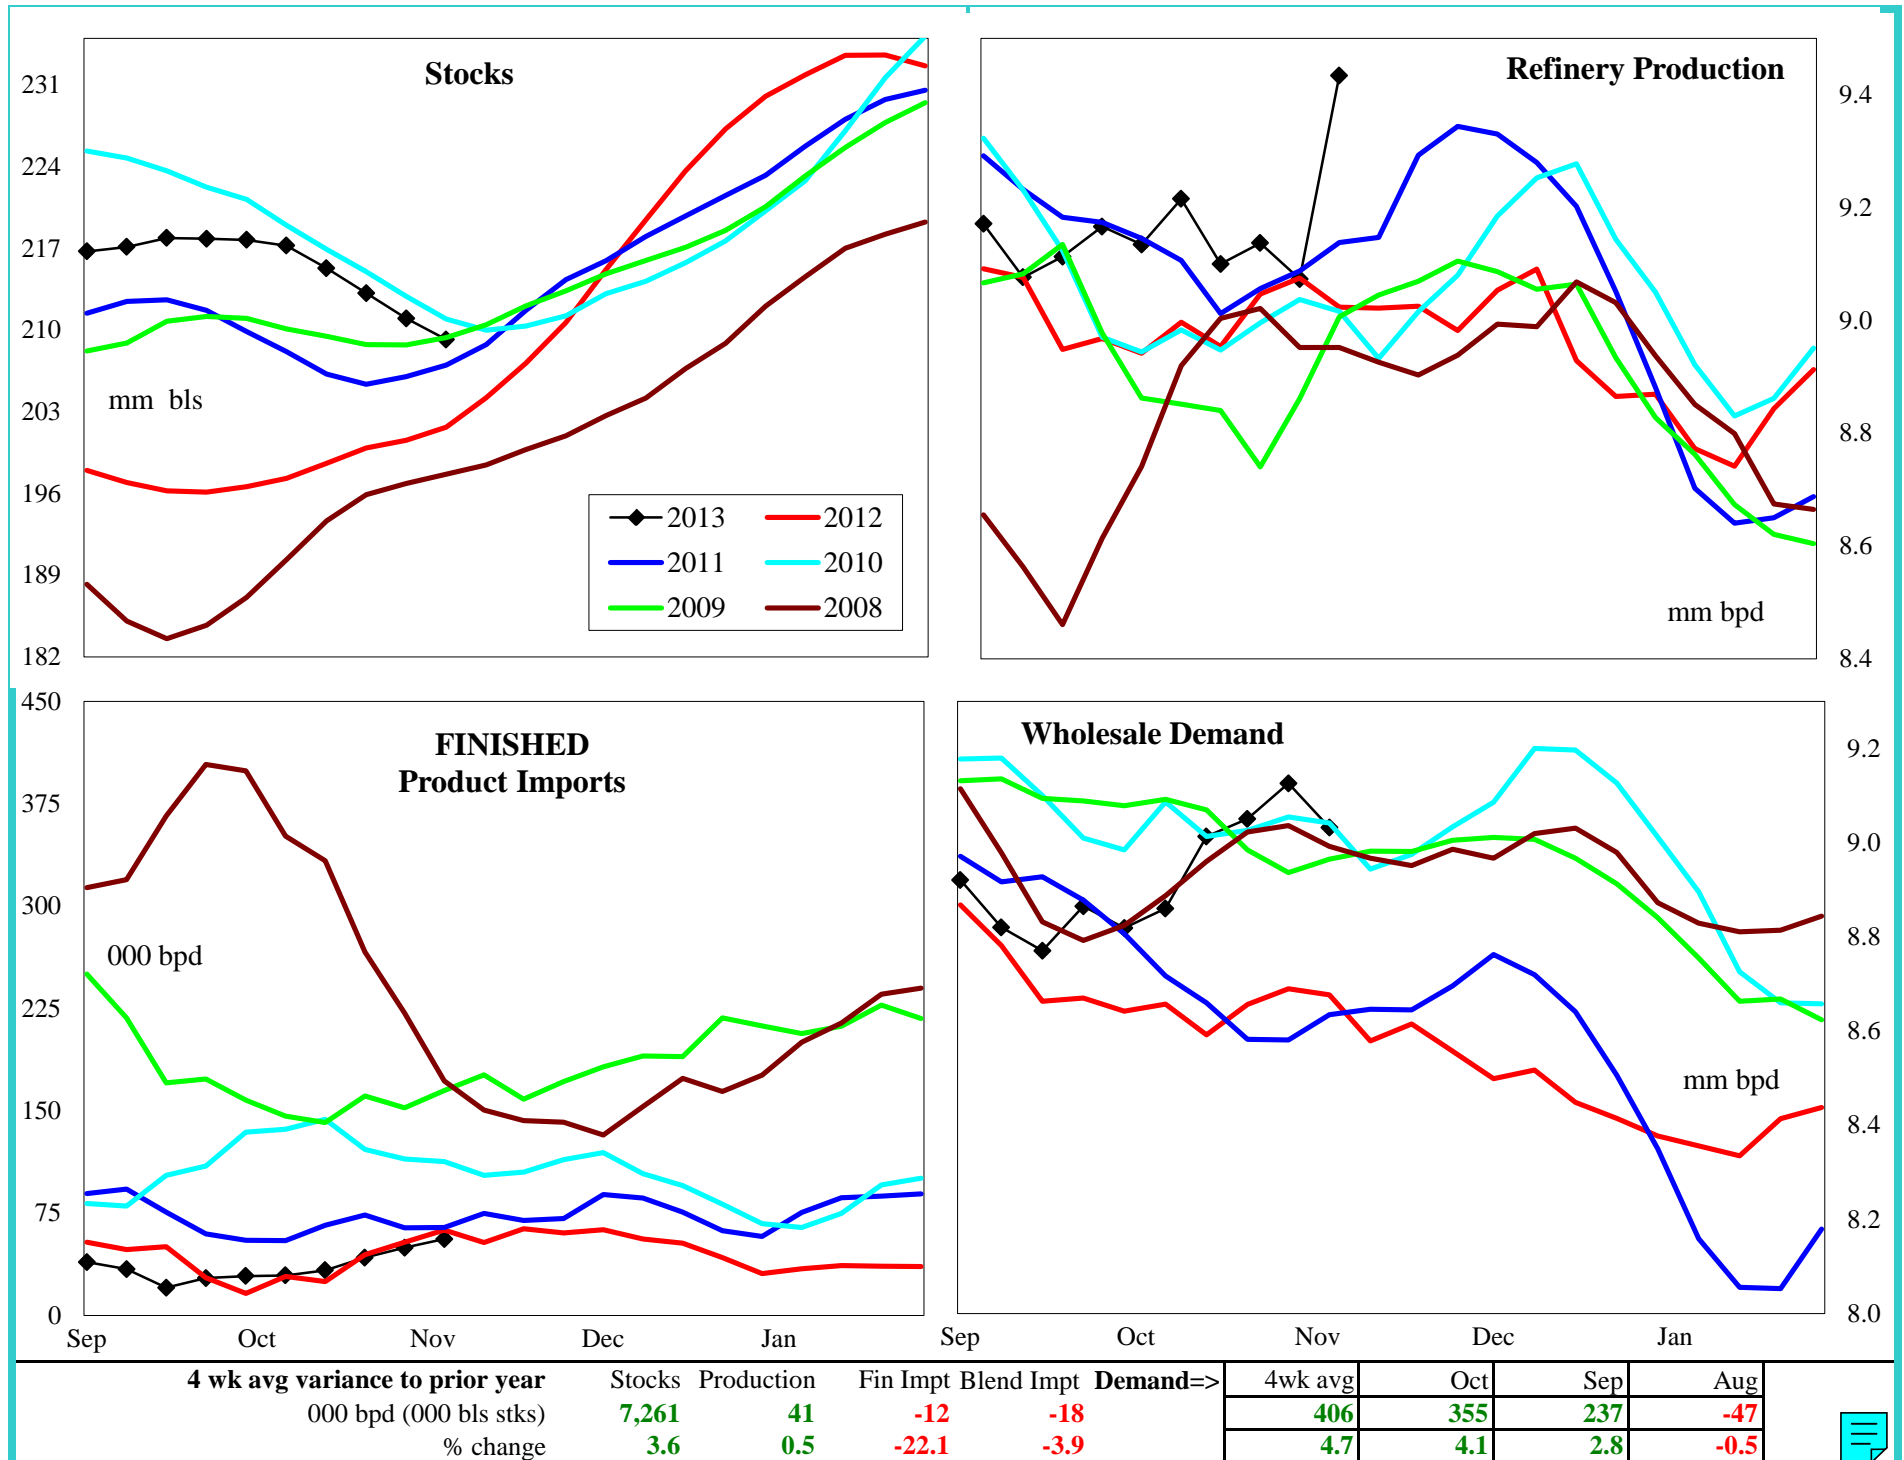 Stocks
231
224
217
210
203
196
189
182
mm bls
2013
2012
2011
2010
2009
2008
Refinery Production
9.4
9.2
9.0
8.8
8.6
8.4
mm bpd
FINISHED
Product Imports
450
375
300
225
150
75
0
000 bpd
Sep Oct Nov Dec Jan
Wholesale Demand
9.2
9.0
8.8
8.6
8.4
8.2
8.0
mm bpd
Sep Oct Nov Dec Jan
4 wk avg variance to prior year Stocks Production Fin Impt Blend Impt Demand=> 4wk avg Oct Sep Aug
000 bpd (000 bls stks) 7,261 41 -12 -18 406 355 237 -47
% change 3.6 0.5 -22.1 -3.9 4.7 4.1 2.8 -0.5